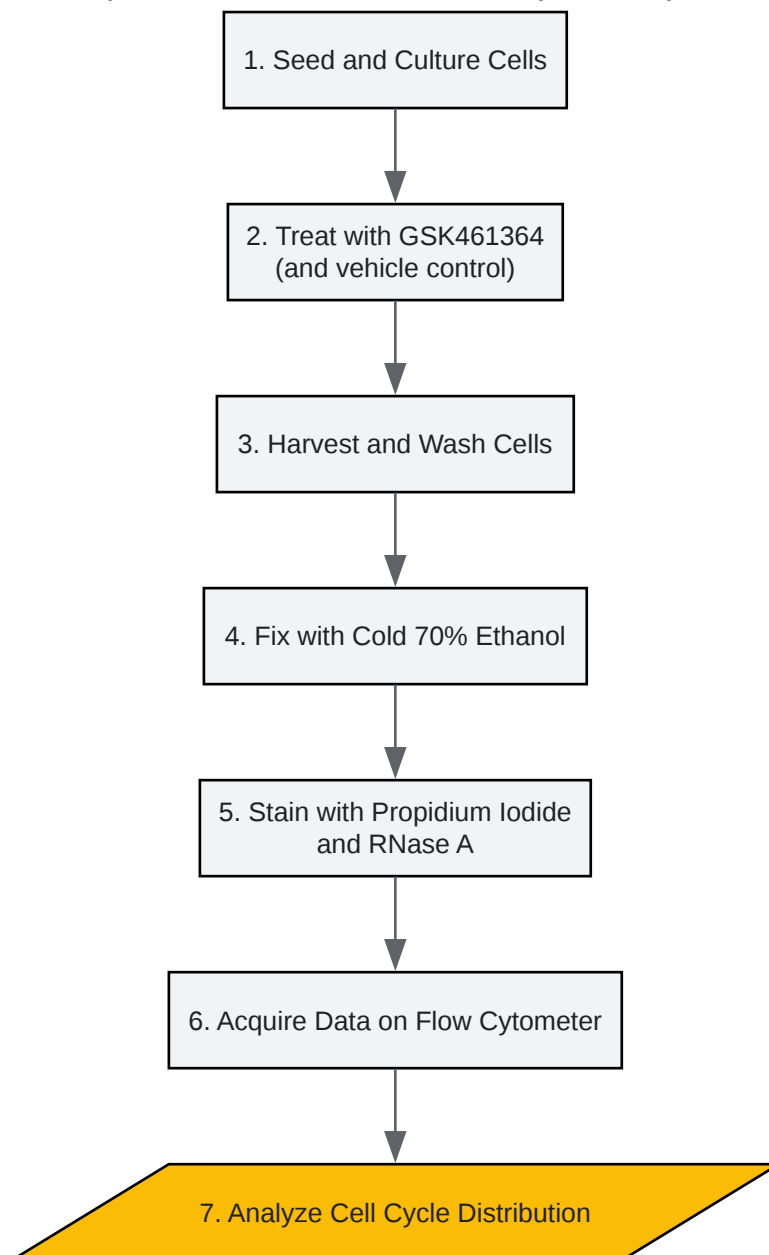 1. Seed and Culture Cells
2. Treat with GSK461364
(and vehicle control)
3. Harvest and Wash Cells
4. Fix with Cold 70% Ethanol
5. Stain with Propidium Iodide
and RNase A
6. Acquire Data on Flow Cytometer
7. Analyze Cell Cycle Distribution